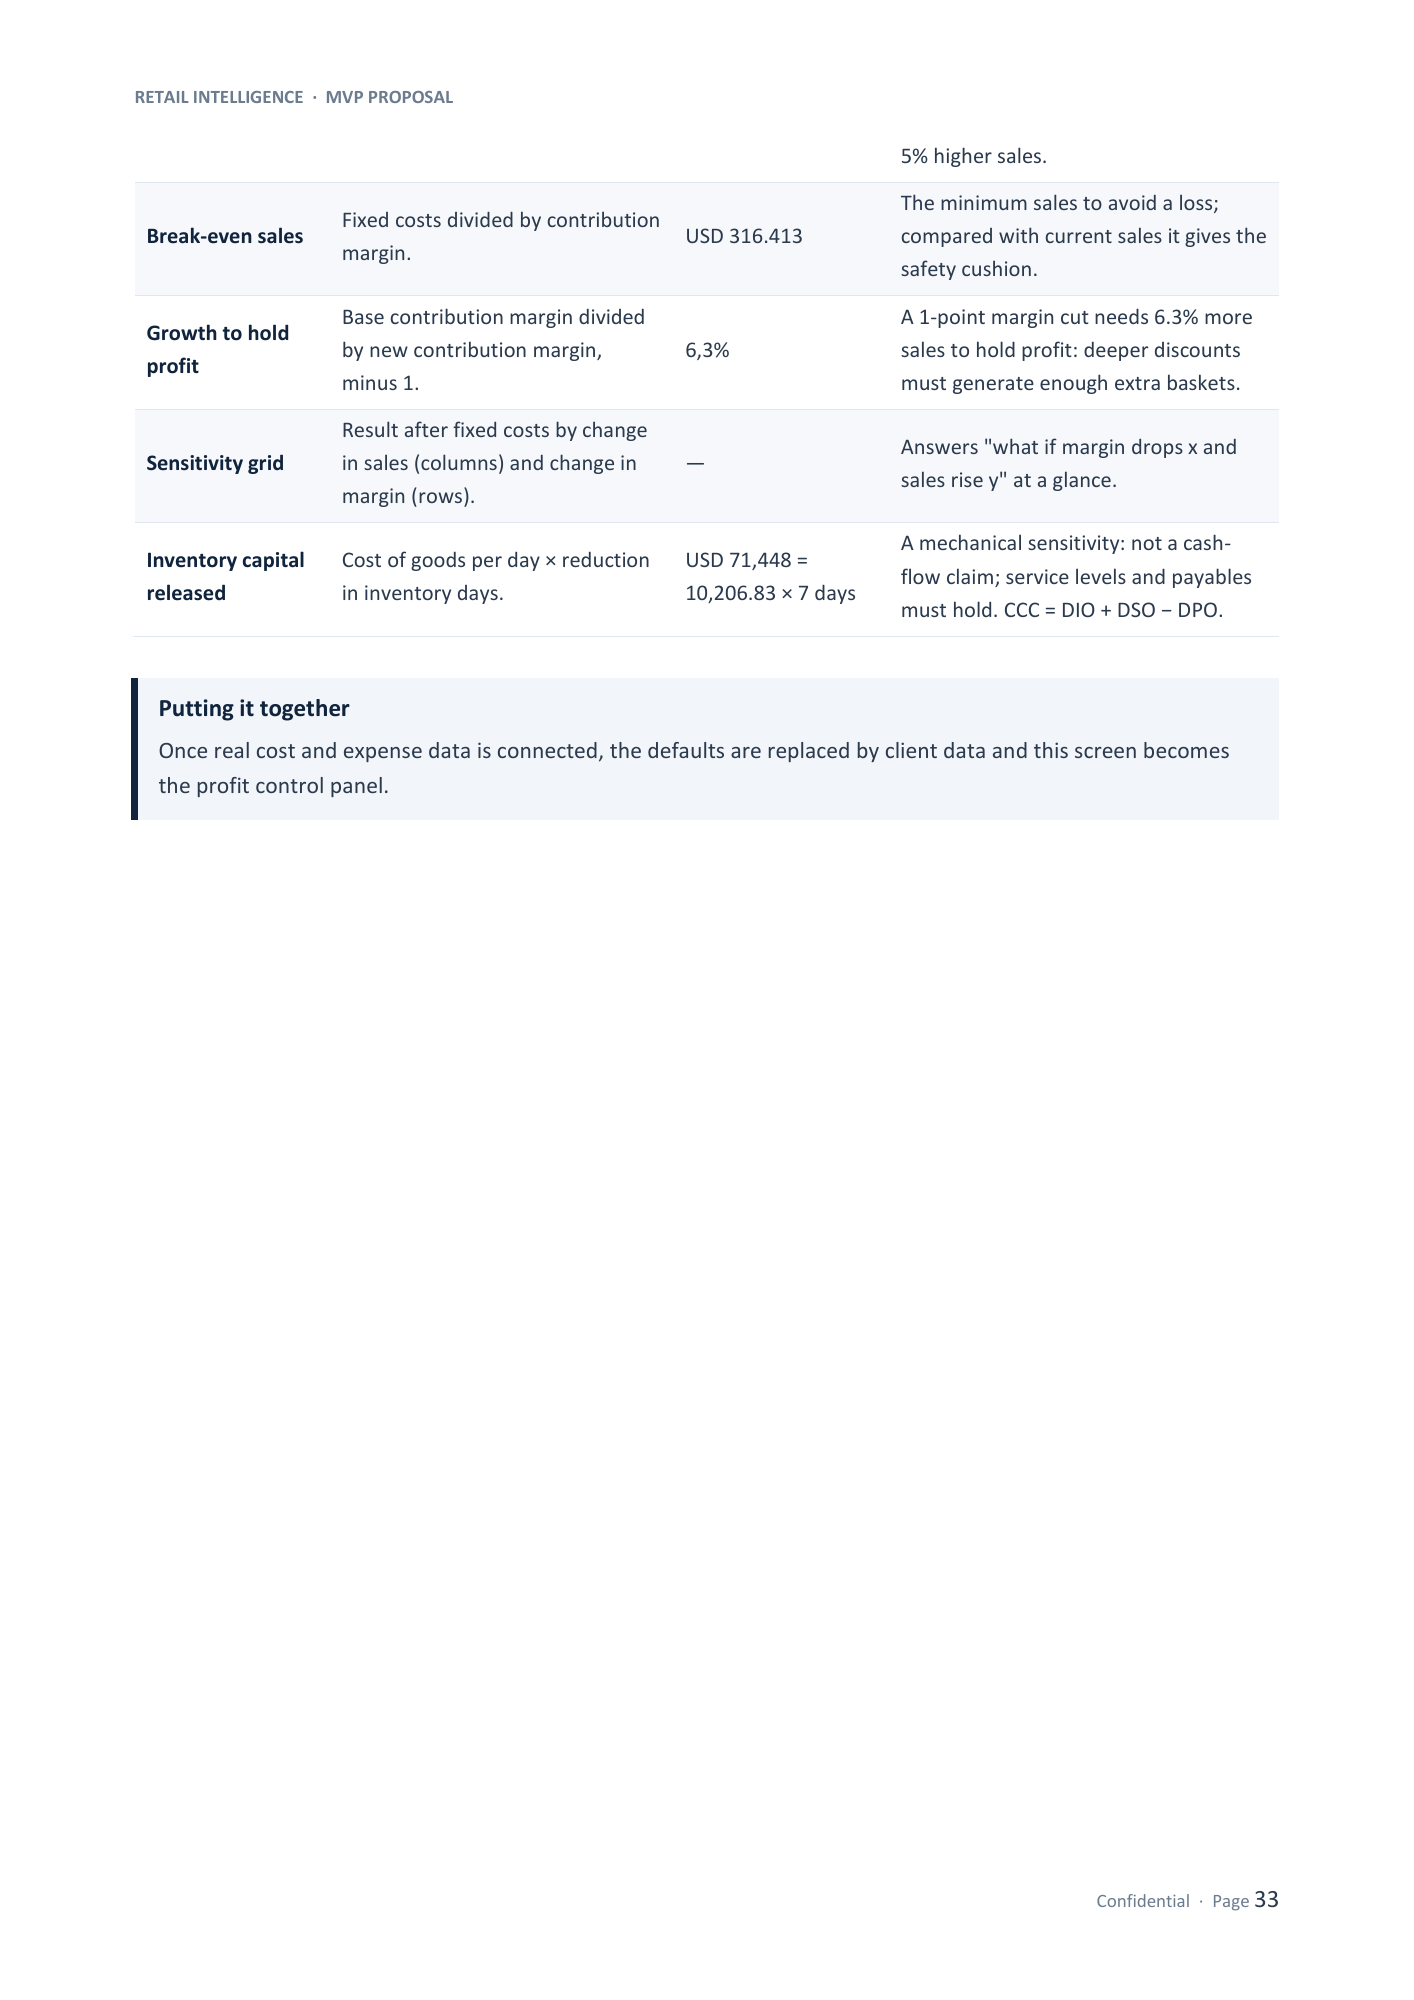 RETAIL INTELLIGENCE · MVP PROPOSAL
5% higher sales.
Break-even sales
Fixed costs divided by contribution
margin.
USD 316.413
The minimum sales to avoid a loss;
compared with current sales it gives the
safety cushion.
Growth to hold
profit
Base contribution margin divided
by new contribution margin,
minus 1.
6,3%
A 1-point margin cut needs 6.3% more
sales to hold profit: deeper discounts
must generate enough extra baskets.
Sensitivity grid
Result after fixed costs by change
in sales (columns) and change in
margin (rows).
—
Answers "what if margin drops x and
sales rise y" at a glance.
Inventory capital
released
Cost of goods per day × reduction
in inventory days.
USD 71,448 =
10,206.83 × 7 days
A mechanical sensitivity: not a cash-
flow claim; service levels and payables
must hold. CCC = DIO + DSO − DPO.
Putting it together
Once real cost and expense data is connected, the defaults are replaced by client data and this screen becomes
the profit control panel.
Confidential · Page 33